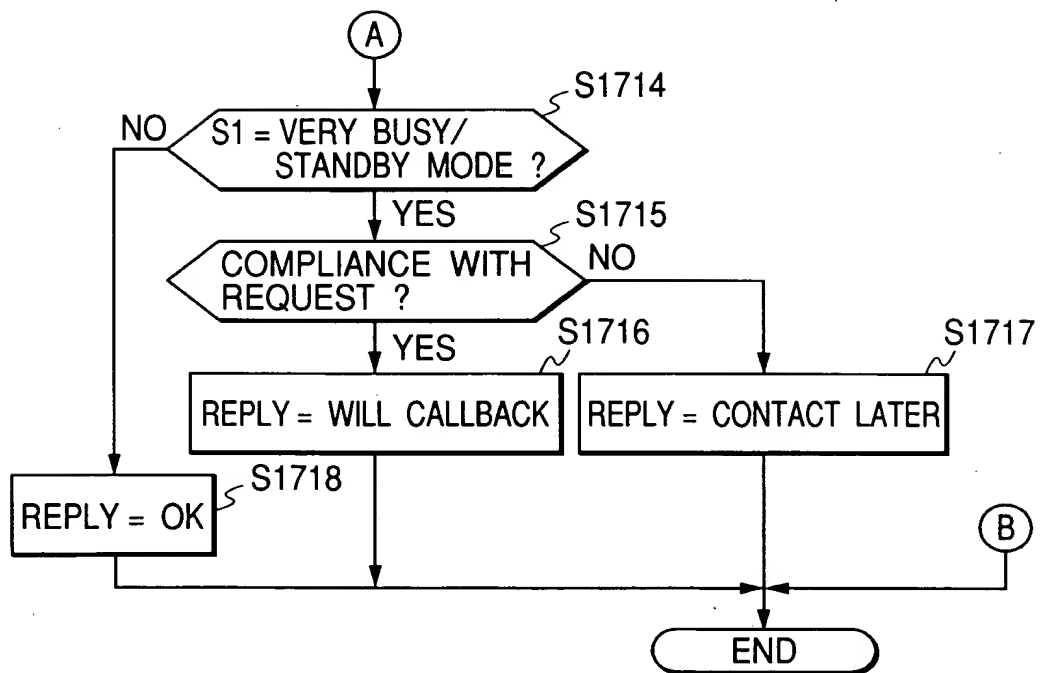 A
S1714
NO
S1 = VERY BUSY/
STANDBY MODE ?
YES
S1715
COMPLIANCE WITH
REQUEST ?
NO
YES
S1716
S1717
REPLY = WILL CALLBACK
REPLY = CONTACT LATER
S1718
REPLY = OK
B
END